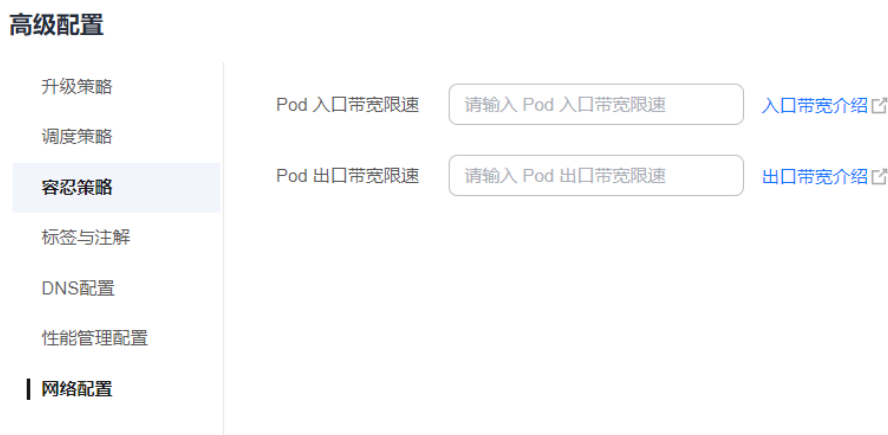 高级配置
升级策略
调度策略
容忍策略
标签与注解
DNS配置
性能管理配置
网络配置
Pod 入口带宽限速 请输入 Pod 入口带宽限速 入口带宽介绍
Pod 出口带宽限速 请输入 Pod 出口带宽限速 出口带宽介绍